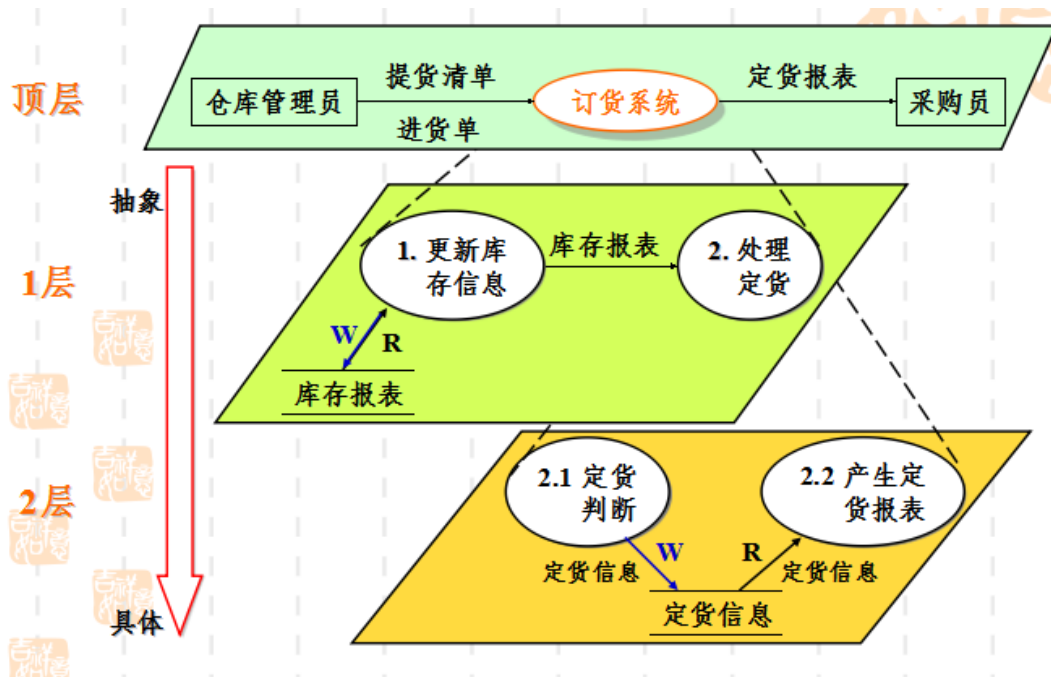 顶层
仓库管理员
提货清单
进货单
订货系统
定货报表
采购员
抽象
1层
1. 更新库
存信息
库存报表
2. 处理
定货
W
R
库存报表
2层
2.1 定货
判断
2.2 产生定
货报表
W
R
定货信息
定货信息
定货信息
具体